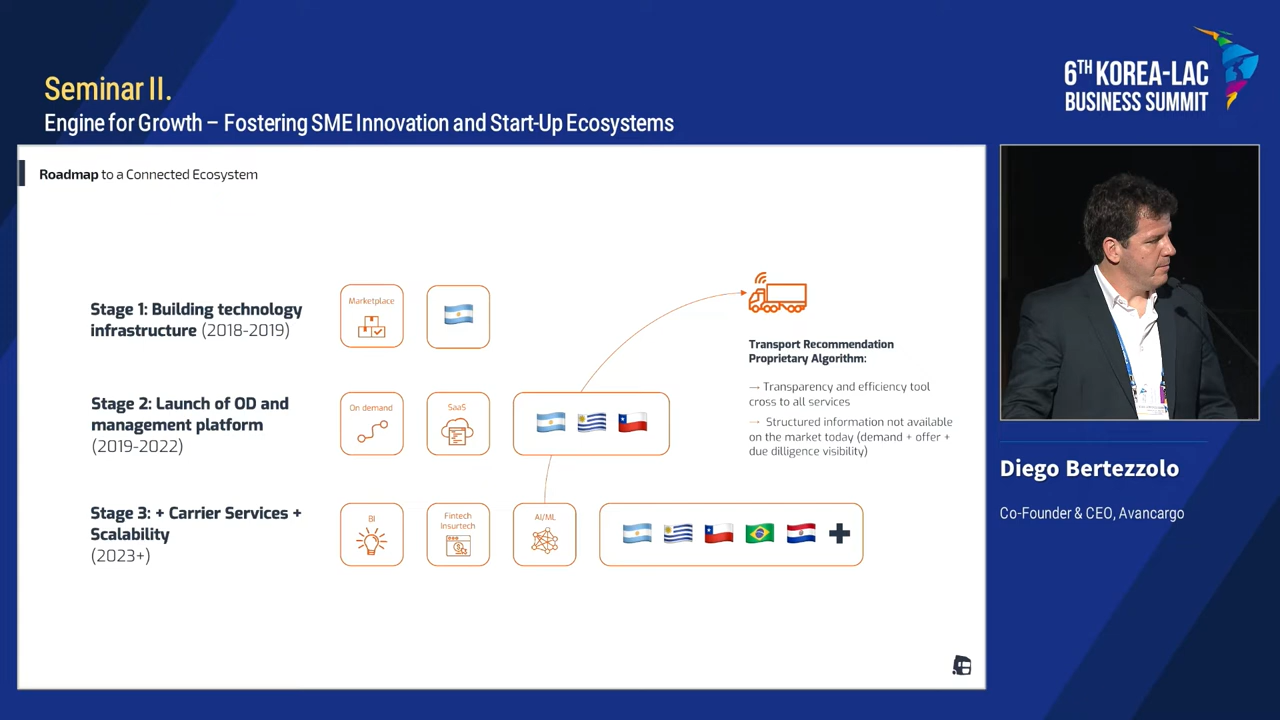 Seminar II.
Engine for Growth – Fostering SME Innovation and Start-Up Ecosystems
6TH KOREA-LAC
BUSINESS SUMMIT
Roadmap to a Connected Ecosystem
Stage 1: Building technology
infrastructure (2018-2019)
Marketplace
Stage 2: Launch of OD and
management platform
(2019-2022)
On demand
SaaS
Stage 3: + Carrier Services +
Scalability
(2023+)
BI
Fintech
Insurtech
AI/ML
Transport Recommendation
Proprietary Algorithm:
→ Transparency and efficiency tool
cross to all services
→ Structured information not available
on the market today (demand + offer +
due dilligence visibility)
Diego Bertezzolo
Co-Founder & CEO, Avancargo